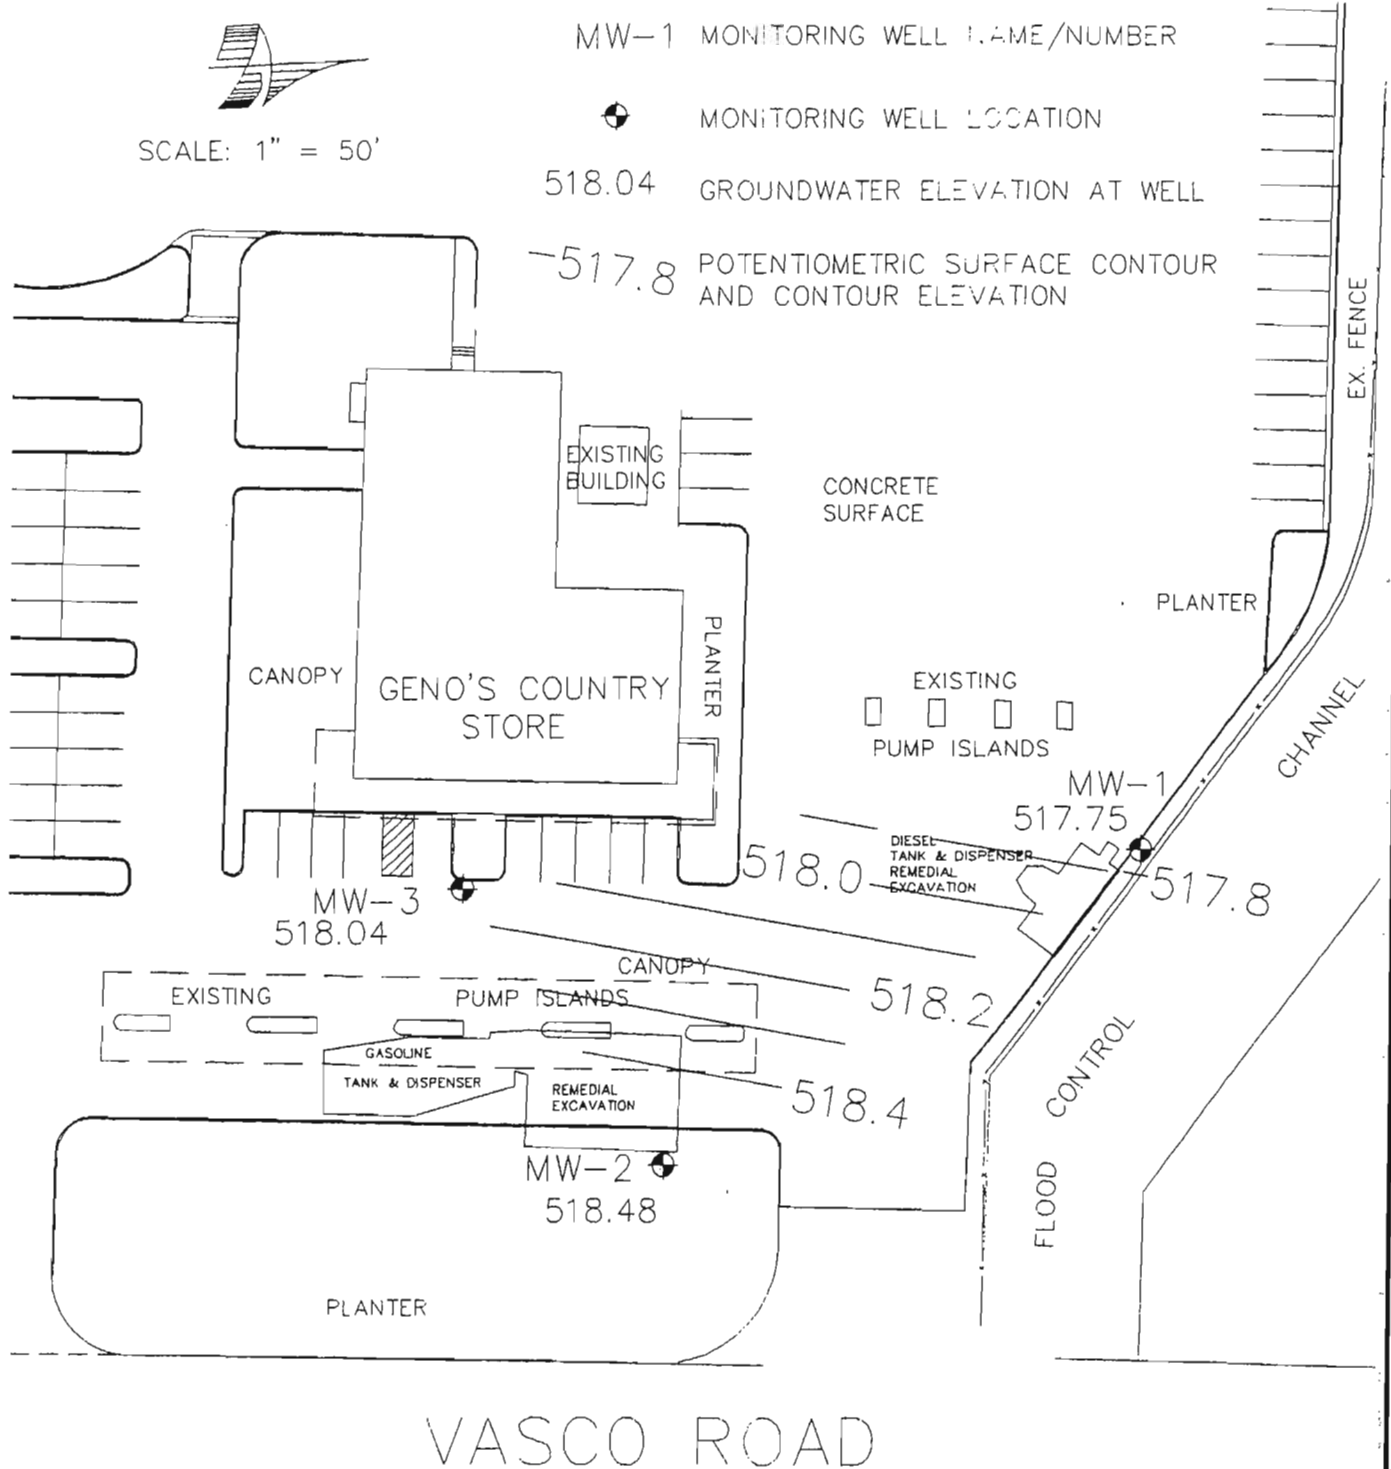 MW-1 MONITORING WELL NAME/NUMBER
MONITORING WELL LOCATION
SCALE: 1" = 50'
518.04 GROUNDWATER ELEVATION AT WELL
517.8 POTENTIOMETRIC SURFACE CONTOUR
AND CONTOUR ELEVATION
EX. FENCE
EXISTING
BUILDING
CONCRETE
SURFACE
PLANTER
PLANTER
CANOPY
GENO'S COUNTRY
STORE
EXISTING
PUMP ISLANDS
CHANNEL
MW-1
517.75
DIESEL
TANK & DISPENSER
REMEDIAL
EXCAVATION
518.0
517.8
MW-3
518.04
CANOPY
EXISTING
PUMP ISLANDS
518.2
GASOLINE
TANK & DISPENSER
REMEDIAL
EXCAVATION
518.4
CONTROL
FLOOD
MW-2
518.48
PLANTER
VASCO ROAD